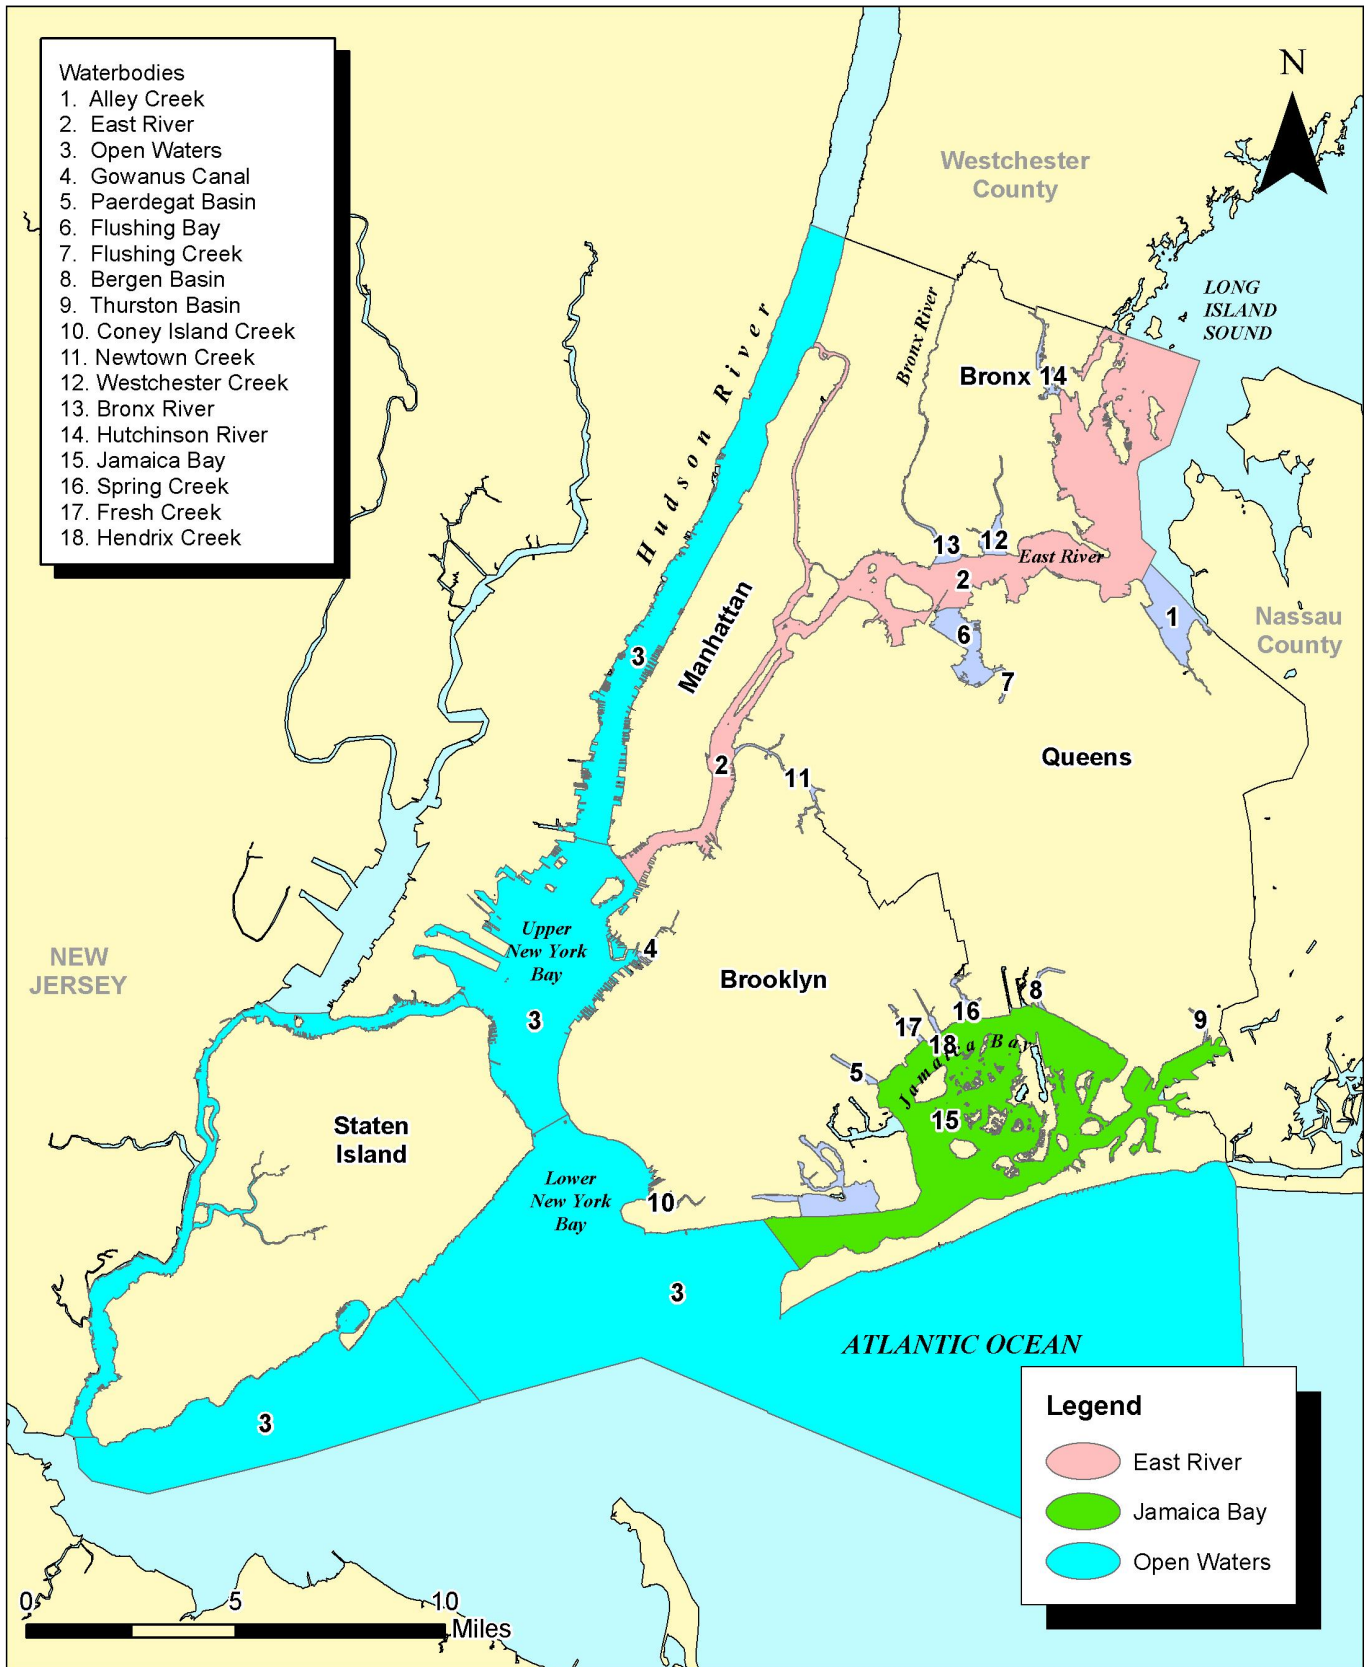 Waterbodies
1. Alley Creek
2. East River
3. Open Waters
4. Gowanus Canal
5. Paerdegat Basin
6. Flushing Bay
7. Flushing Creek
8. Bergen Basin
9. Thurston Basin
10. Coney Island Creek
11. Newtown Creek
12. Westchester Creek
13. Bronx River
14. Hutchinson River
15. Jamaica Bay
16. Spring Creek
17. Fresh Creek
18. Hendrix Creek
N
Westchester
County
LONG
ISLAND
SOUND
Hudson River
Bronx River
Bronx 14
13
12
East River
2
1
Nassau
County
6
7
3
Manhattan
2
11
Queens
NEW
JERSEY
Upper
New York
Bay
4
3
Brooklyn
8
16
17
18
9
Jamaica Bay
5
15
Staten
Island
Lower
New York
Bay
10
3
ATLANTIC OCEAN
3
Legend
East River
Jamaica Bay
Open Waters
0 5 10
Miles